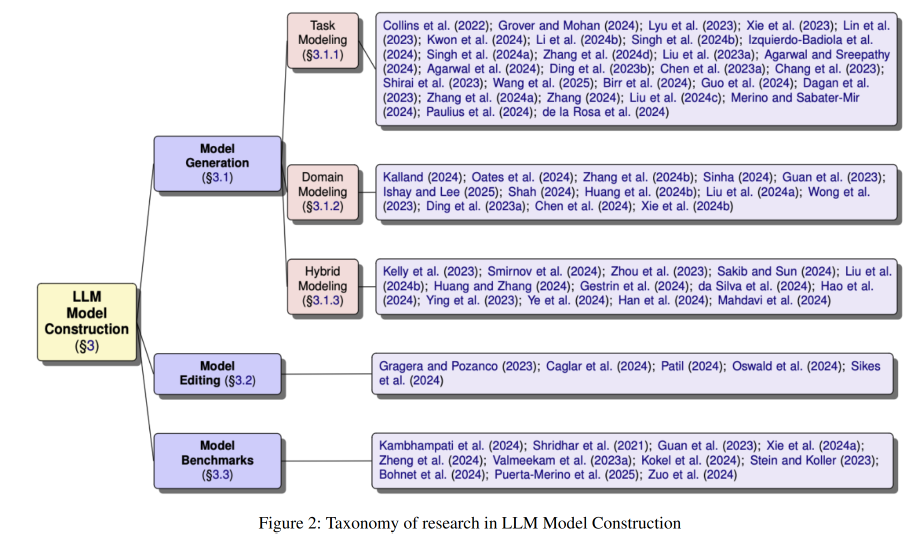 Task
Modeling
(§3.1.1)
Collins et al. (2022); Grover and Mohan (2024); Lyu et al. (2023); Xie et al. (2023); Lin et al.
(2023); Kwon et al. (2024); Li et al. (2024b); Singh et al. (2024b); Izquierdo-Badiola et al.
(2024); Singh et al. (2024a); Zhang et al. (2024d); Liu et al. (2023a); Agarwal and Sreepathy
(2024); Agarwal et al. (2024); Ding et al. (2023b); Chen et al. (2023a); Chang et al. (2023);
Shirai et al. (2023); Wang et al. (2025); Birr et al. (2024); Guo et al. (2024); Dagan et al.
(2023); Zhang et al. (2024a); Zhang (2024); Liu et al. (2024c); Merino and Sabater-Mir
(2024); Paulius et al. (2024); de la Rosa et al. (2024)
Model
Generation
(§3.1)
Domain
Modeling
(§3.1.2)
Kalland (2024); Oates et al. (2024); Zhang et al. (2024b); Sinha (2024); Guan et al. (2023);
Ishay and Lee (2025); Shah (2024); Huang et al. (2024b); Liu et al. (2024a); Wong et al.
(2023); Ding et al. (2023a); Chen et al. (2024); Xie et al. (2024b)
Hybrid
Modeling
(§3.1.3)
Kelly et al. (2023); Smirnov et al. (2024); Zhou et al. (2023); Sakib and Sun (2024); Liu et al.
(2024b); Huang and Zhang (2024); Gestrin et al. (2024); da Silva et al. (2024); Hao et al.
(2024); Ying et al. (2023); Ye et al. (2024); Han et al. (2024); Mahdavi et al. (2024)
LLM
Model
Construction
(§3)
Model
Editing (§3.2)
Gragera and Pozanco (2023); Caglar et al. (2024); Patil (2024); Oswald et al. (2024); Sikes
et al. (2024)
Model
Benchmarks
(§3.3)
Kambhampati et al. (2024); Shridhar et al. (2021); Guan et al. (2023); Xie et al. (2024a);
Zheng et al. (2024); Valmeekam et al. (2023a); Kokel et al. (2024); Stein and Koller (2023);
Bohnet et al. (2024); Puerta-Merino et al. (2025); Zuo et al. (2024)
Figure 2: Taxonomy of research in LLM Model Construction